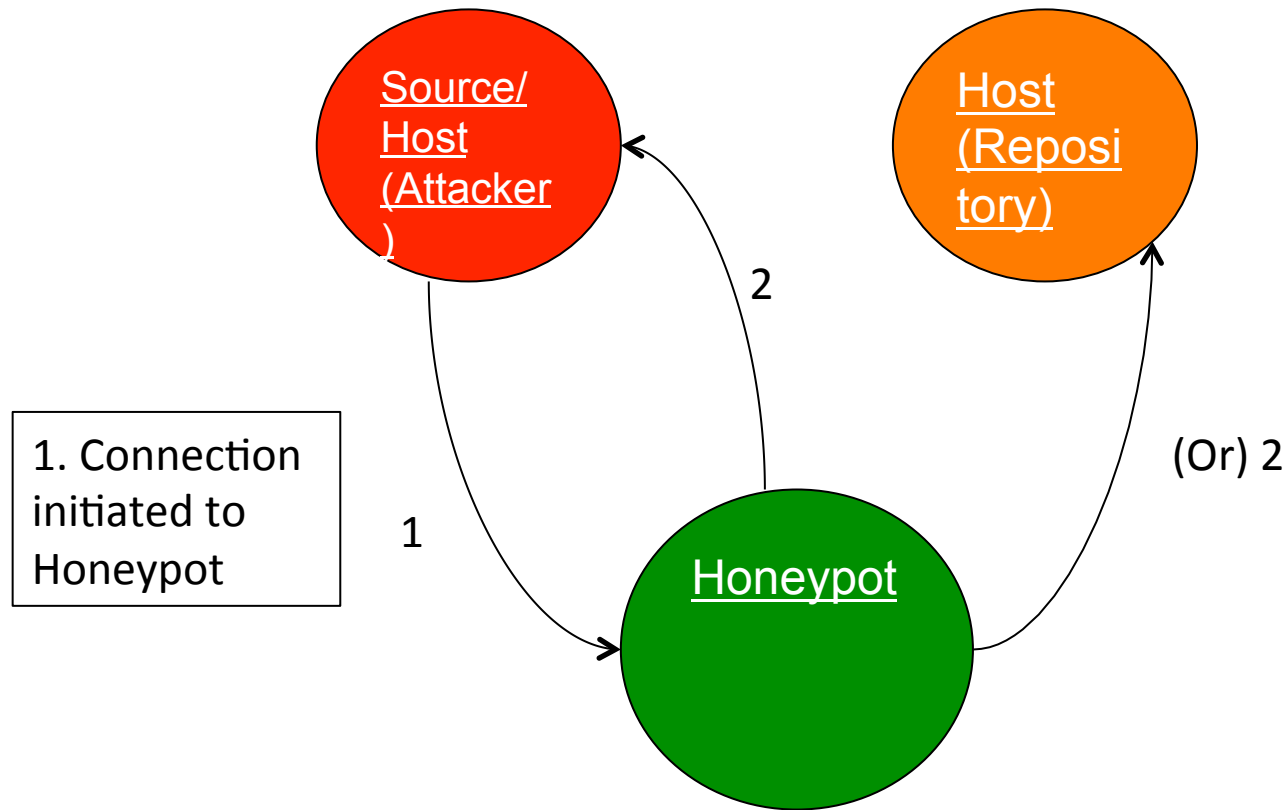 Source/
Host
(Attacker
)
Host
(Reposi
tory)
2
1. Connection
initiated to
Honeypot
(Or) 2
1
Honeypot